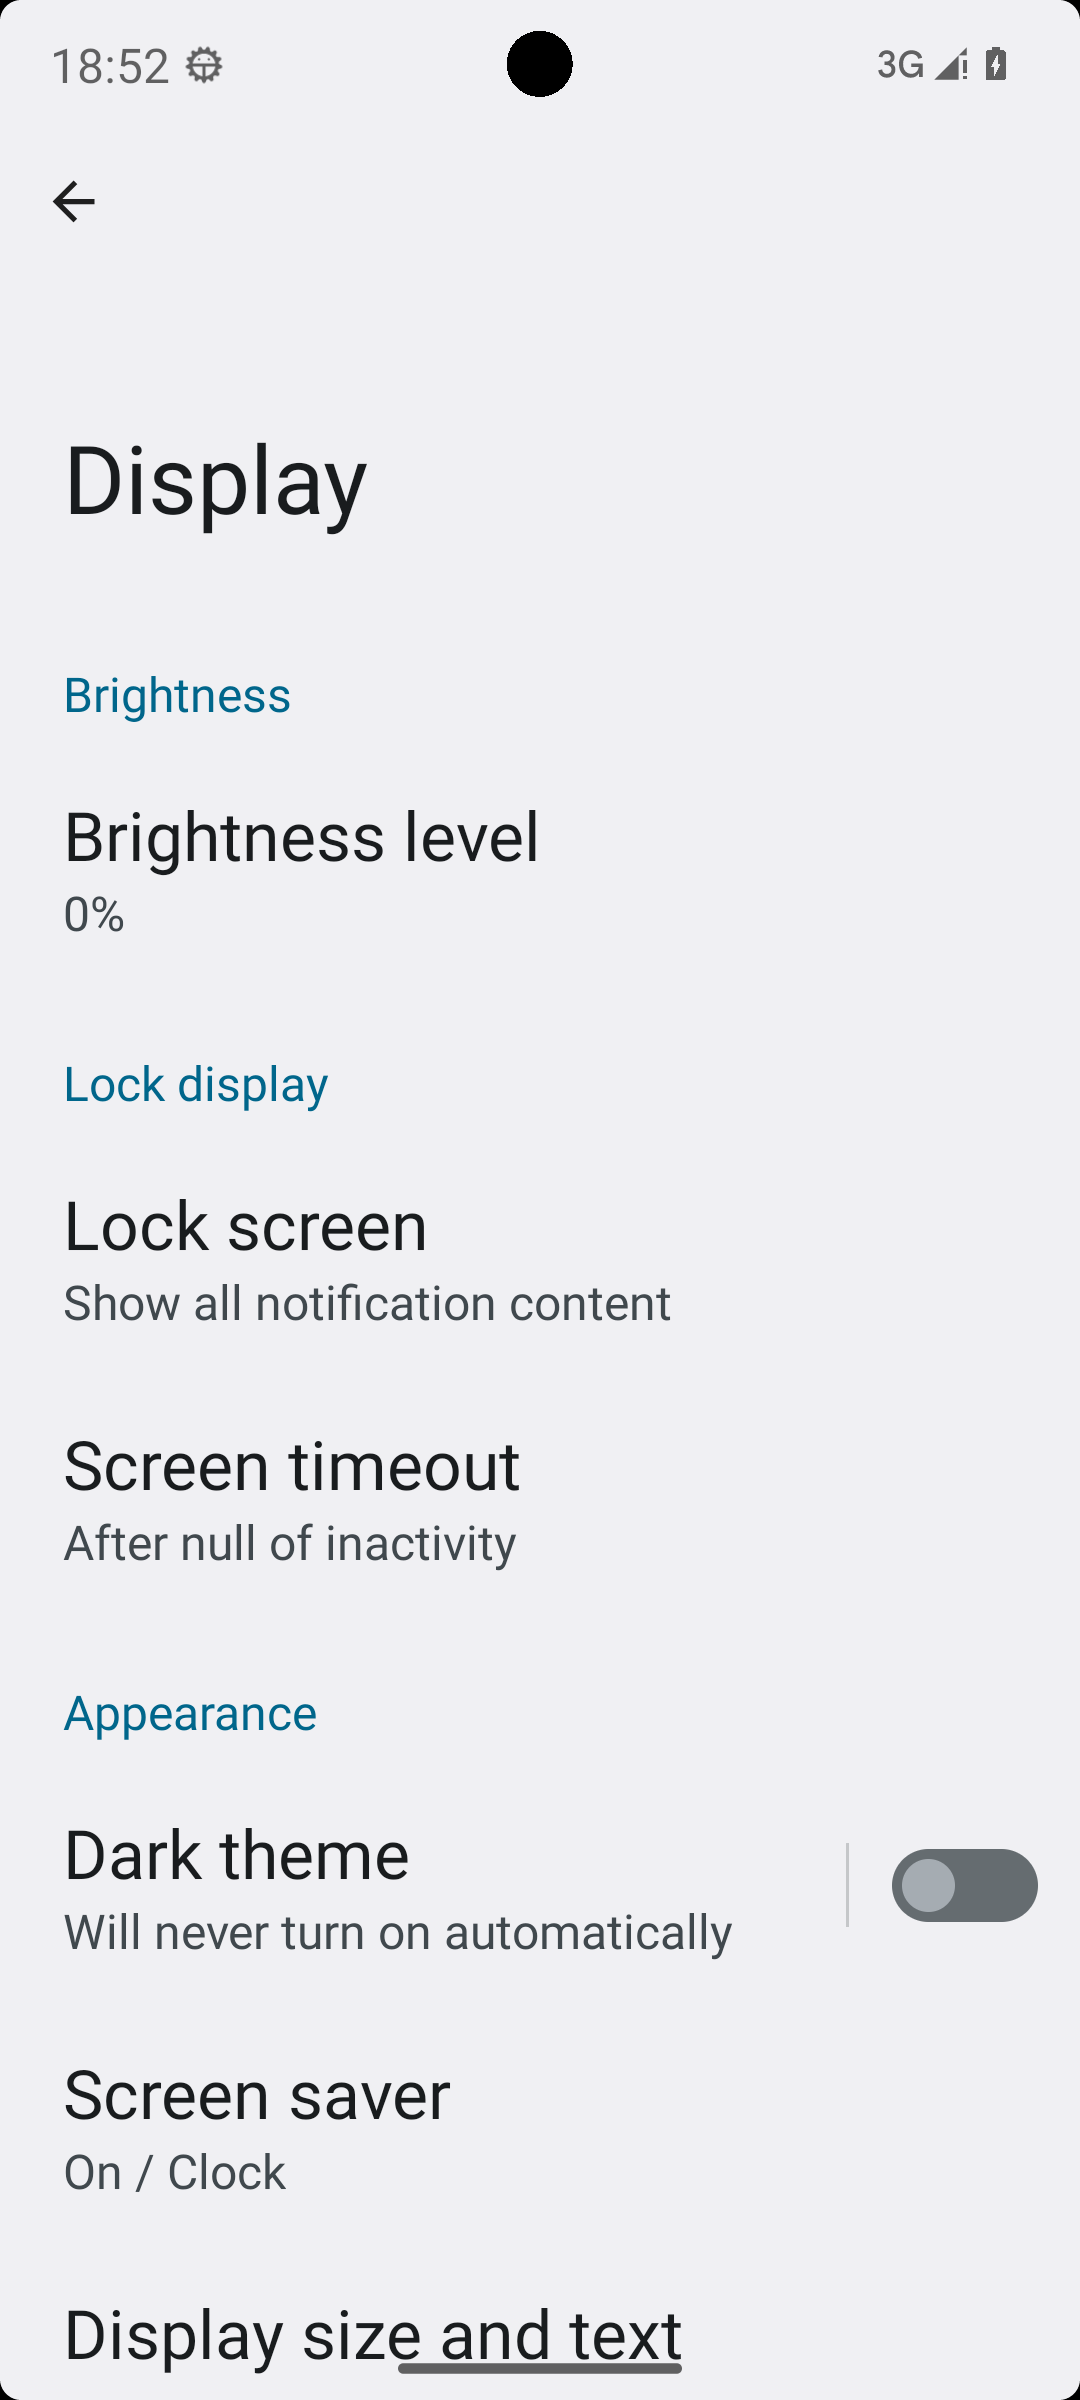 18:52
3G
Display
Brightness
Brightness level
0%
Lock display
Lock screen
Show all notification content
Screen timeout
After null of inactivity
Appearance
Dark theme
Will never turn on automatically
Screen saver
On / Clock
Display size and text